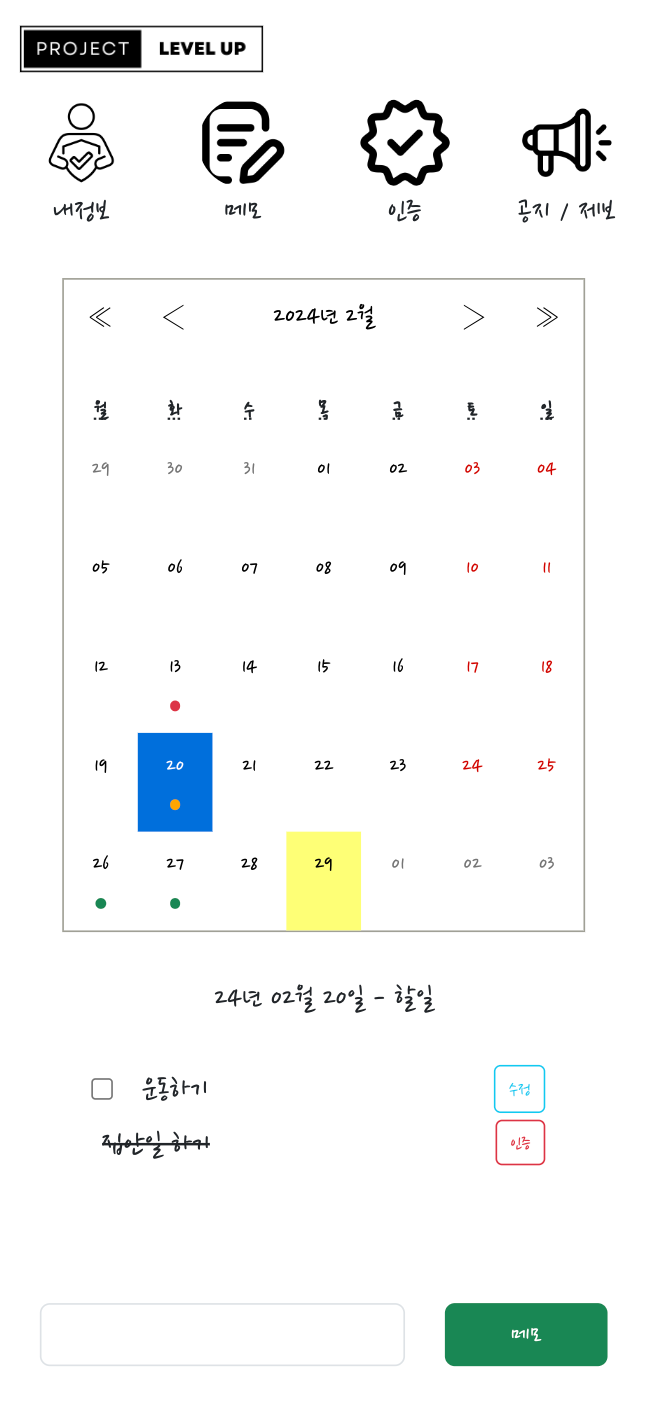 PROJECT LEVEL UP
내정보 메모 인증 공지 / 제보
2024년 2월
월 화 수 목 금 토 일
29 30 31 01 02 03 04
05 06 07 08 09 10 11
12 13 14 15 16 17 18
19 20 21 22 23 24 25
26 27 28 29 01 02 03
24년 02월 20일 - 할일
운동하기 수정
집안일 하기 인증
메모